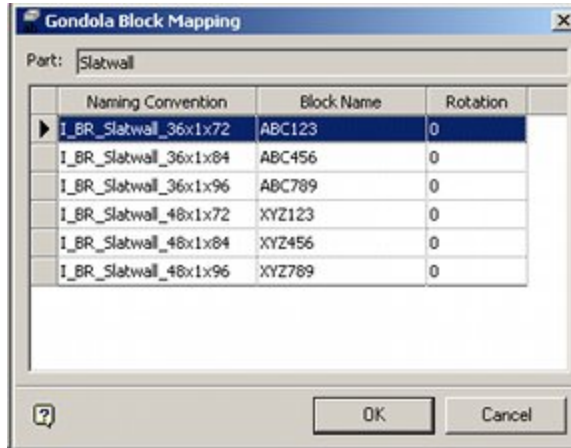 Gondola Block Mapping
Part: Slatwall
Naming Convention Block Name Rotation
I_BR_Slatwall_36x1x72 ABC123 0
I_BR_Slatwall_36x1x84 ABC456 0
I_BR_Slatwall_36x1x96 ABC789 0
I_BR_Slatwall_48x1x72 XYZ123 0
I_BR_Slatwall_48x1x84 XYZ456 0
I_BR_Slatwall_48x1x96 XYZ789 0
OK Cancel